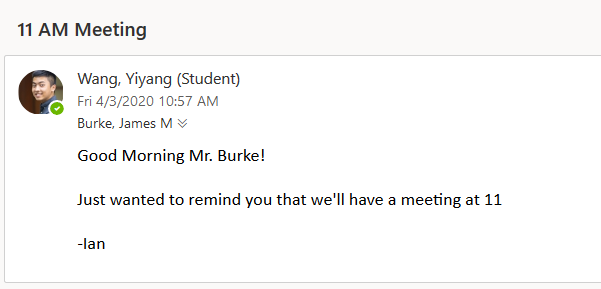 11 AM Meeting
Wang, Yiyang (Student)
Fri 4/3/2020 10:57 AM
Burke, James M
Good Morning Mr. Burke!
Just wanted to remind you that we'll have a meeting at 11
-Ian